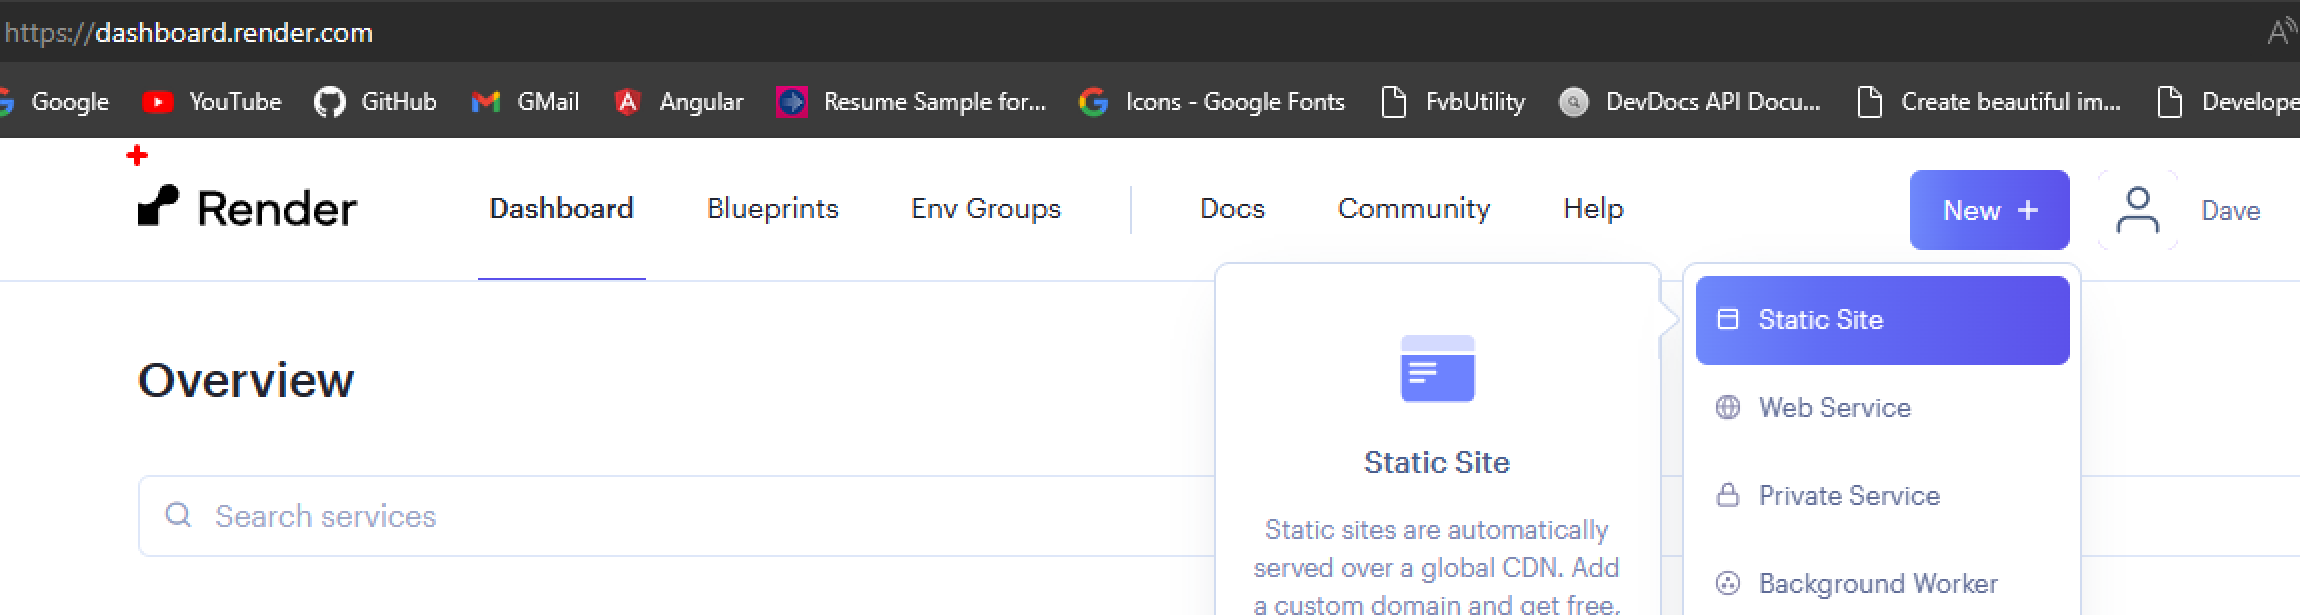 https://dashboard.render.com
Google YouTube GitHub GMail Angular Resume Sample for... Icons - Google Fonts FvbUtility DevDocs API Docu... Create beautiful im... Develope
Render Dashboard Blueprints Env Groups Docs Community Help New + Dave
Overview
Search services
Static Site
Static sites are automatically
served over a global CDN. Add
a custom domain and get free,
Static Site
Web Service
Private Service
Background Worker